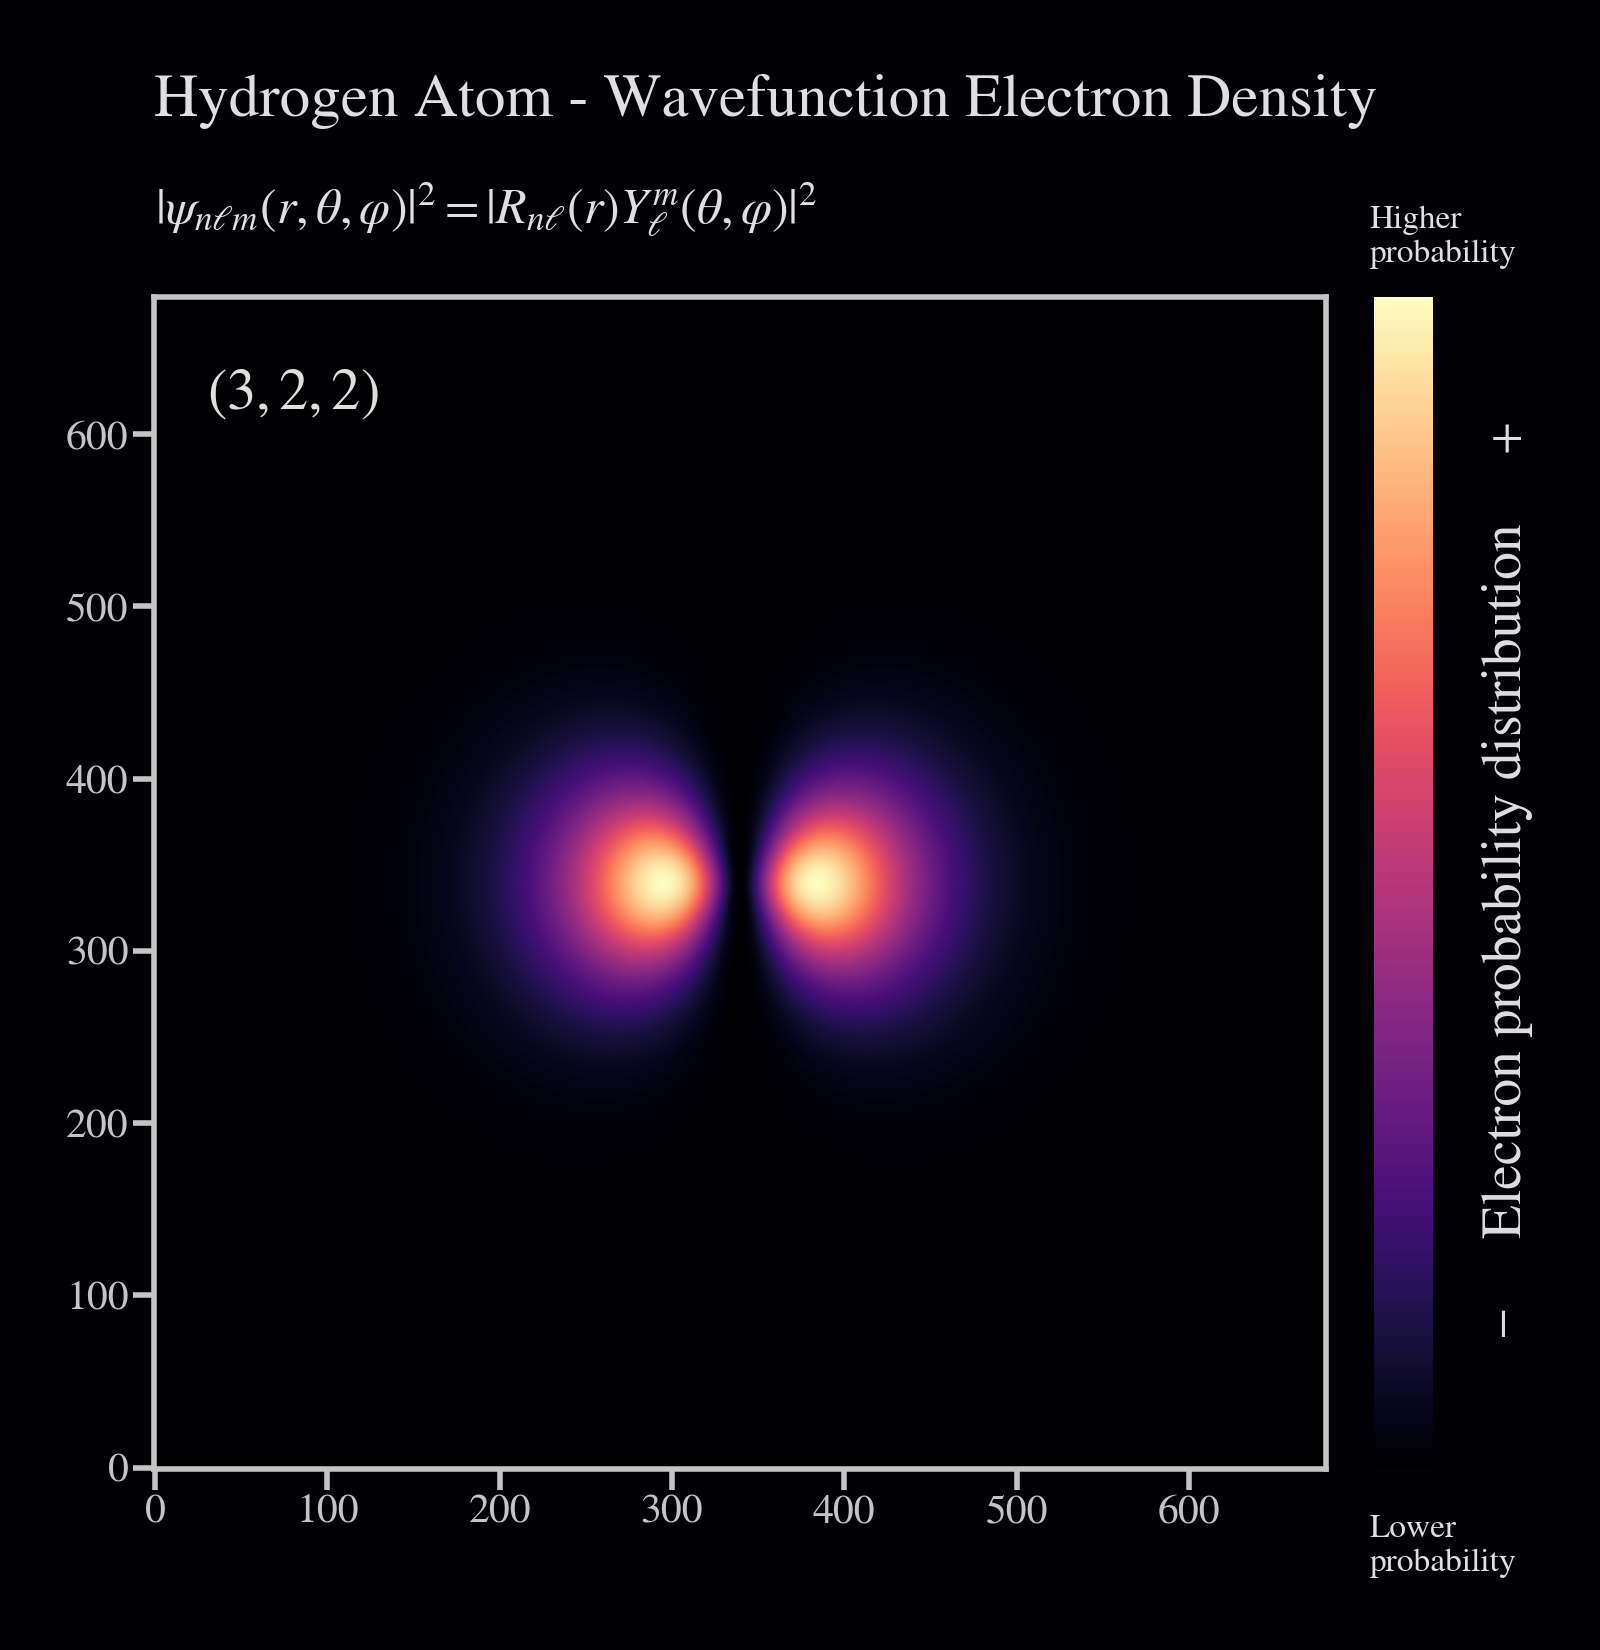 Hydrogen Atom - Wavefunction Electron Density
|ψₙℓₘ(r, θ, φ)|² = |Rₙℓ(r)Yℓᵐ(θ, φ)|²
Higher
probability
(3, 2, 2)
600
500
400
300
200
100
0
0 100 200 300 400 500 600
− Electron probability distribution +
Lower
probability